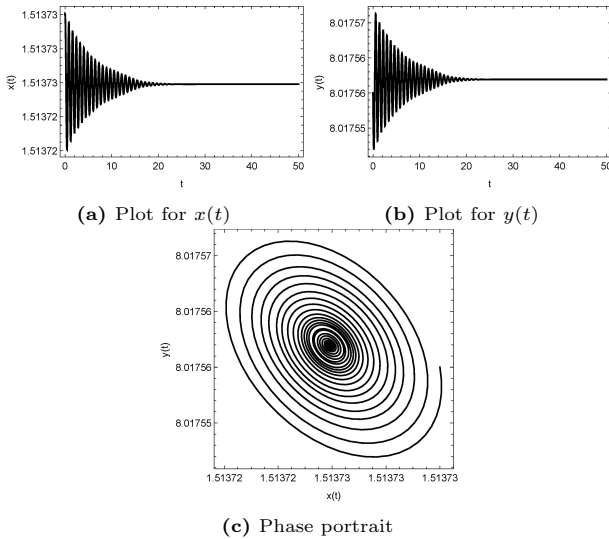 1.51373
1.51373
1.51373
1.51372
1.51372
x(t)
0 10 20 30 40 50
t
8.01757
8.01756
8.01756
8.01755
y(t)
0 10 20 30 40 50
t
(a) Plot for x(t)
(b) Plot for y(t)
8.01757
8.01756
8.01756
8.01755
y(t)
1.51372 1.51372 1.51373 1.51373 1.51373
x(t)
(c) Phase portrait